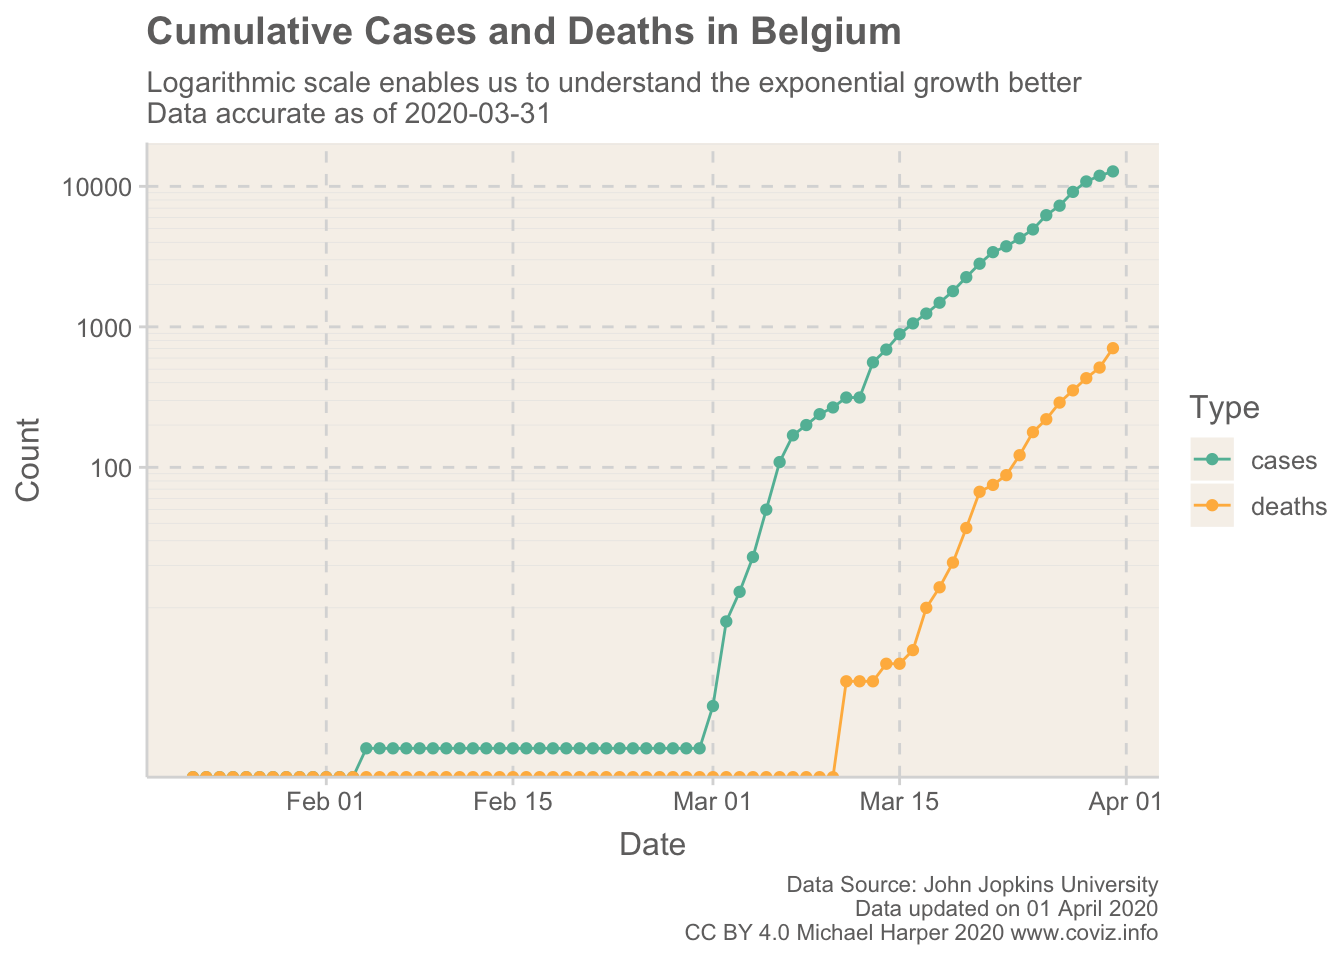 Cumulative Cases and Deaths in Belgium
Logarithmic scale enables us to understand the exponential growth better
Data accurate as of 2020-03-31
10000
1000
100
Count
Feb 01
Feb 15
Mar 01
Mar 15
Apr 01
Date
Type
cases
deaths
Data Source: John Jopkins University
Data updated on 01 April 2020
CC BY 4.0 Michael Harper 2020 www.coviz.info